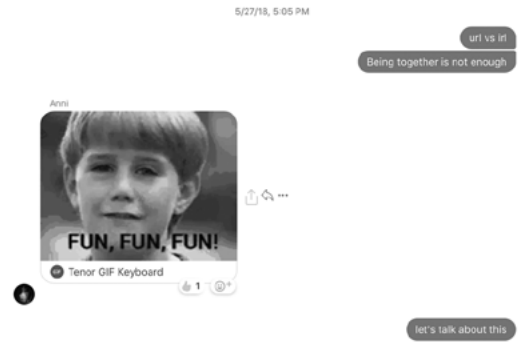 5/27/18, 5:05 PM
url vs irl
Being together is not enough
Anni
FUN, FUN, FUN!
GIF Tenor GIF Keyboard
1
let's talk about this